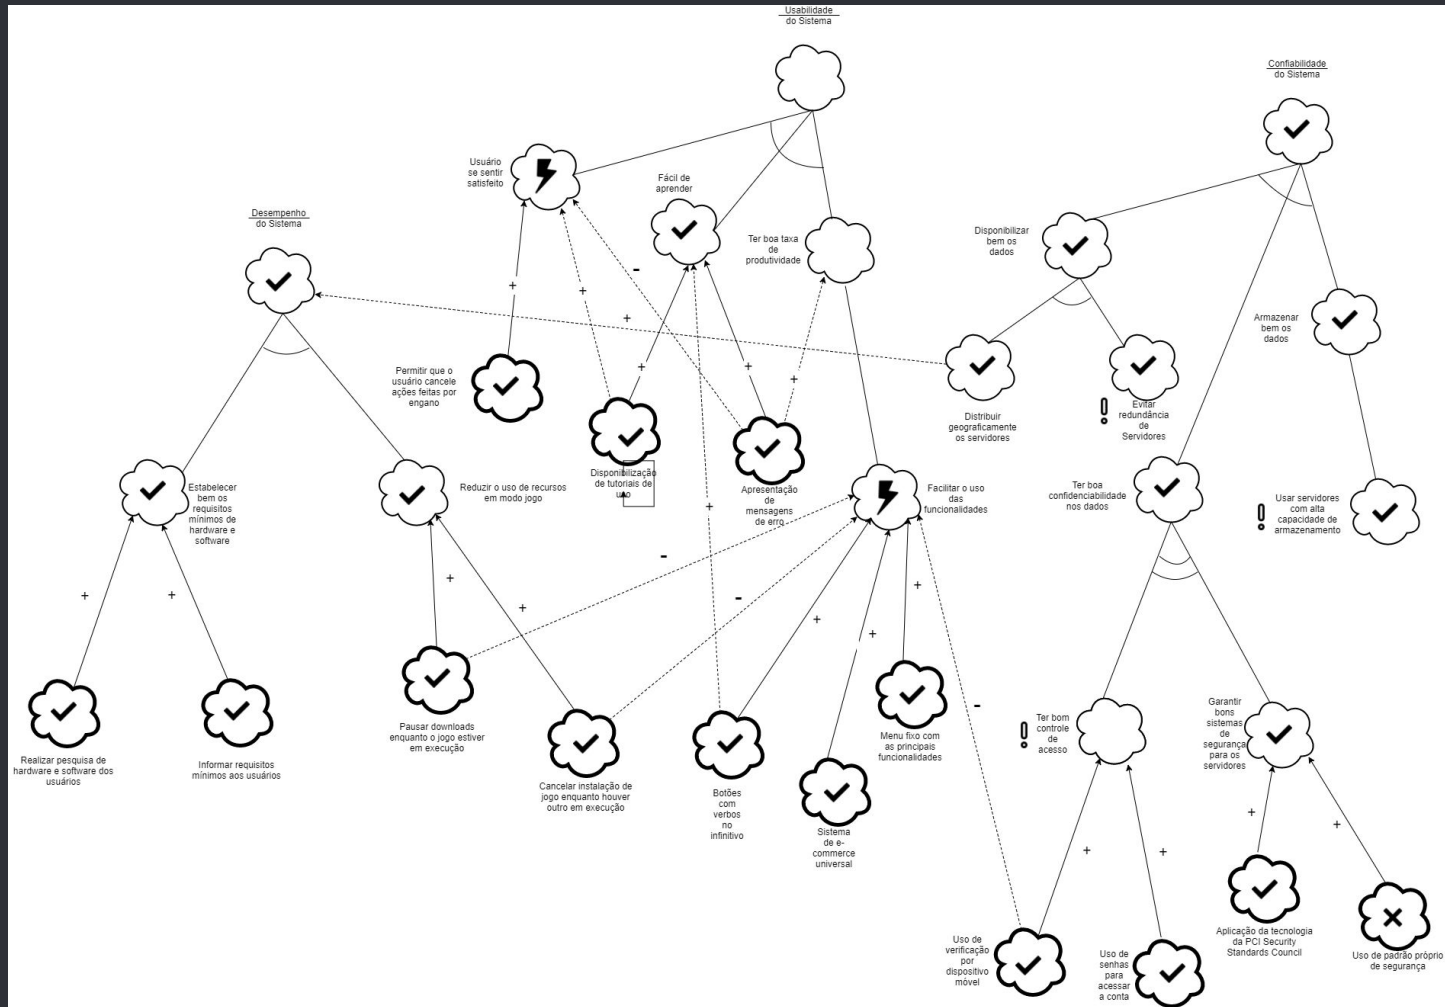 Usabilidade
do Sistema
Confiabilidade
do Sistema
Usuário
se sentir
satisfeito
Fácil de
aprender
Desempenho
do Sistema
Ter boa taxa
de
produtividade
Disponibilizar
bem os
dados
Armazenar
bem os
dados
Permitir que o
usuário cancele
ações feitas por
engano
Distribuir
geograficamente
os servidores
Evitar
redundância
de
Servidores
Disponibilização
de tutoriais de
uso
Apresentação
de
mensagens
de erro
Estabelecer
bem os
requisitos
mínimos de
hardware e
software
Reduzir o uso de recursos
em modo jogo
Facilitar o uso
das
funcionalidades
Ter boa
confidenciabilidade
nos dados
Usar servidores
com alta
capacidade de
armazenamento
Realizar pesquisa de
hardware e software dos
usuários
Informar requisitos
mínimos aos usuários
Pausar downloads
enquanto o jogo estiver
em execução
Cancelar instalação de
jogo enquanto houver
outro em execução
Botões
com
verbos
no
infinitivo
Sistema
de e-
commerce
universal
Menu fixo com
as principais
funcionalidades
Ter bom
controle
de
acesso
Garantir
bons
sistemas
de
segurança
para os
servidores
Uso de
verificação
por
dispositivo
móvel
Uso de
senhas
para
acessar
a conta
Aplicação da tecnologia
da PCI Security
Standards Council
Uso de padrão próprio
de segurança